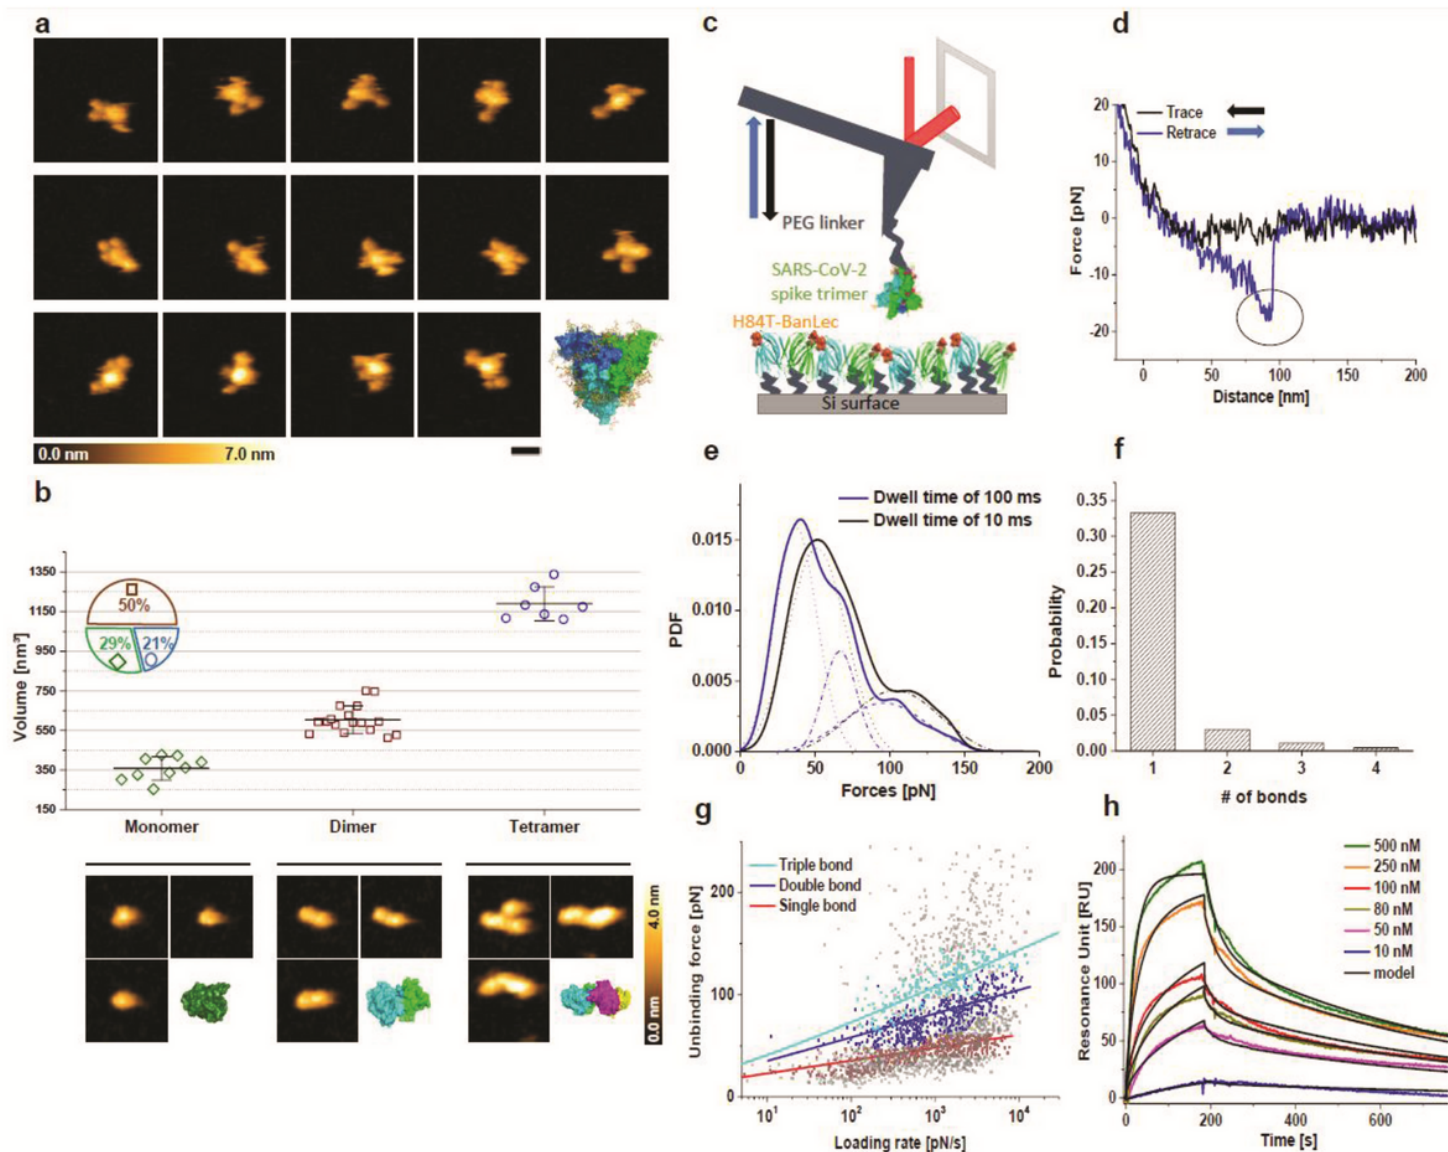 a
0.0 nm 7.0 nm
b
1350
1150
950
750
550
350
150
Volume [nm³]
50%
29% 21%
Monomer Dimer Tetramer
0.0 nm 4.0 nm
c
PEG linker
SARS-CoV-2
spike trimer
H84T-BanLec
Si surface
d
Trace
Retrace
20
10
0
-10
-20
Force [pN]
0 50 100 150 200
Distance [nm]
e
Dwell time of 100 ms
Dwell time of 10 ms
0.015
0.010
0.005
0.000
PDF
0 50 100 150 200
Forces [pN]
f
0.35
0.30
0.25
0.20
0.15
0.10
0.05
0.00
Probability
1 2 3 4
# of bonds
g
Triple bond
Double bond
Single bond
200
100
0
Unbinding force [pN]
10¹ 10² 10³ 10⁴
Loading rate [pN/s]
h
500 nM
250 nM
100 nM
80 nM
50 nM
10 nM
model
200
150
100
50
0
Resonance Unit [RU]
0 200 400 600
Time [s]